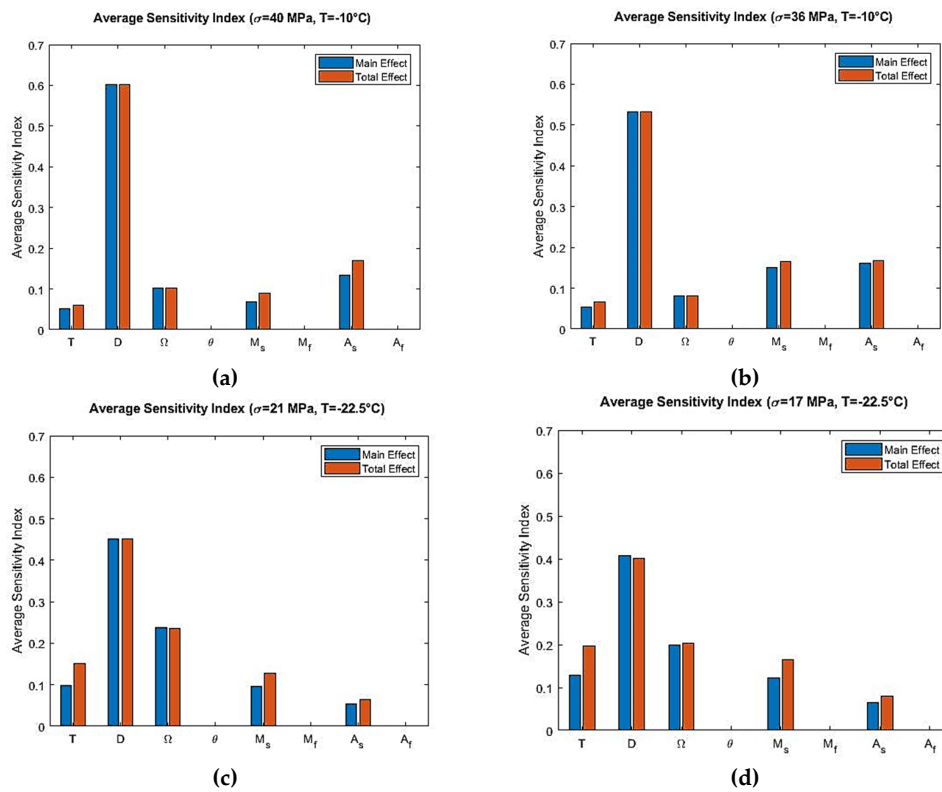 Average Sensitivity Index (σ=40 MPa, T=-10°C)
Average Sensitivity Index
0.7
0.6
0.5
0.4
0.3
0.2
0.1
0
Main Effect
Total Effect
T D Ω θ Ms Mf As Af
(a)
Average Sensitivity Index (σ=36 MPa, T=-10°C)
Average Sensitivity Index
0.7
0.6
0.5
0.4
0.3
0.2
0.1
0
Main Effect
Total Effect
T D Ω θ Ms Mf As Af
(b)
Average Sensitivity Index (σ=21 MPa, T=-22.5°C)
Average Sensitivity Index
0.7
0.6
0.5
0.4
0.3
0.2
0.1
0
Main Effect
Total Effect
T D Ω θ Ms Mf As Af
(c)
Average Sensitivity Index (σ=17 MPa, T=-22.5°C)
Average Sensitivity Index
0.7
0.6
0.5
0.4
0.3
0.2
0.1
0
Main Effect
Total Effect
T D Ω θ Ms Mf As Af
(d)